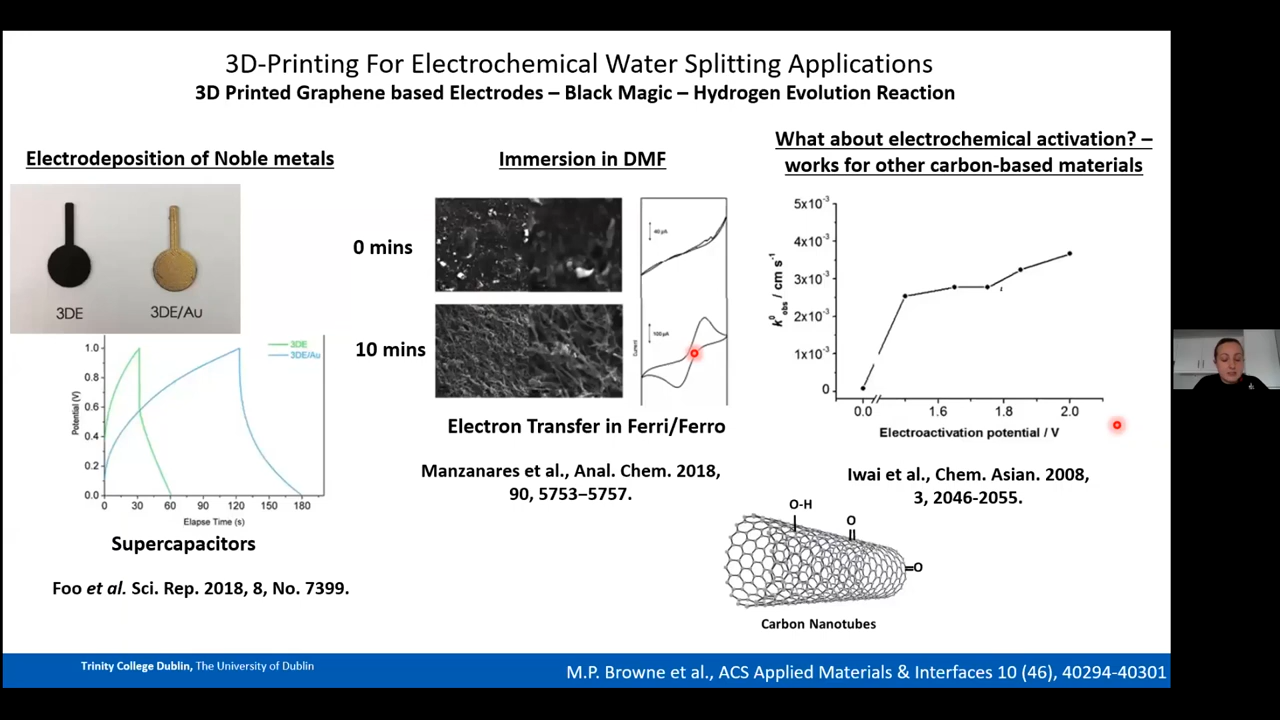 3D-Printing For Electrochemical Water Splitting Applications
3D Printed Graphene based Electrodes – Black Magic – Hydrogen Evolution Reaction
Electrodeposition of Noble metals
3DE
3DE/Au
3DE
3DE/Au
1.0
0.8
0.6
0.4
0.2
0.0
Potential (V)
0
30
60
90
120
150
180
Elapse Time (s)
Supercapacitors
Foo et al. Sci. Rep. 2018, 8, No. 7399.
Immersion in DMF
0 mins
10 mins
40 µA
100 µA
Current
Electron Transfer in Ferri/Ferro
Manzanares et al., Anal. Chem. 2018,
90, 5753–5757.
What about electrochemical activation? –
works for other carbon-based materials
5x10⁻³
4x10⁻³
3x10⁻³
2x10⁻³
1x10⁻³
0
k⁰obs / cm s⁻¹
0.0
1.6
1.8
2.0
Electroactivation potential / V
Iwai et al., Chem. Asian. 2008,
3, 2046-2055.
O-H
O
O
Carbon Nanotubes
Trinity College Dublin, The University of Dublin
M.P. Browne et al., ACS Applied Materials & Interfaces 10 (46), 40294-40301